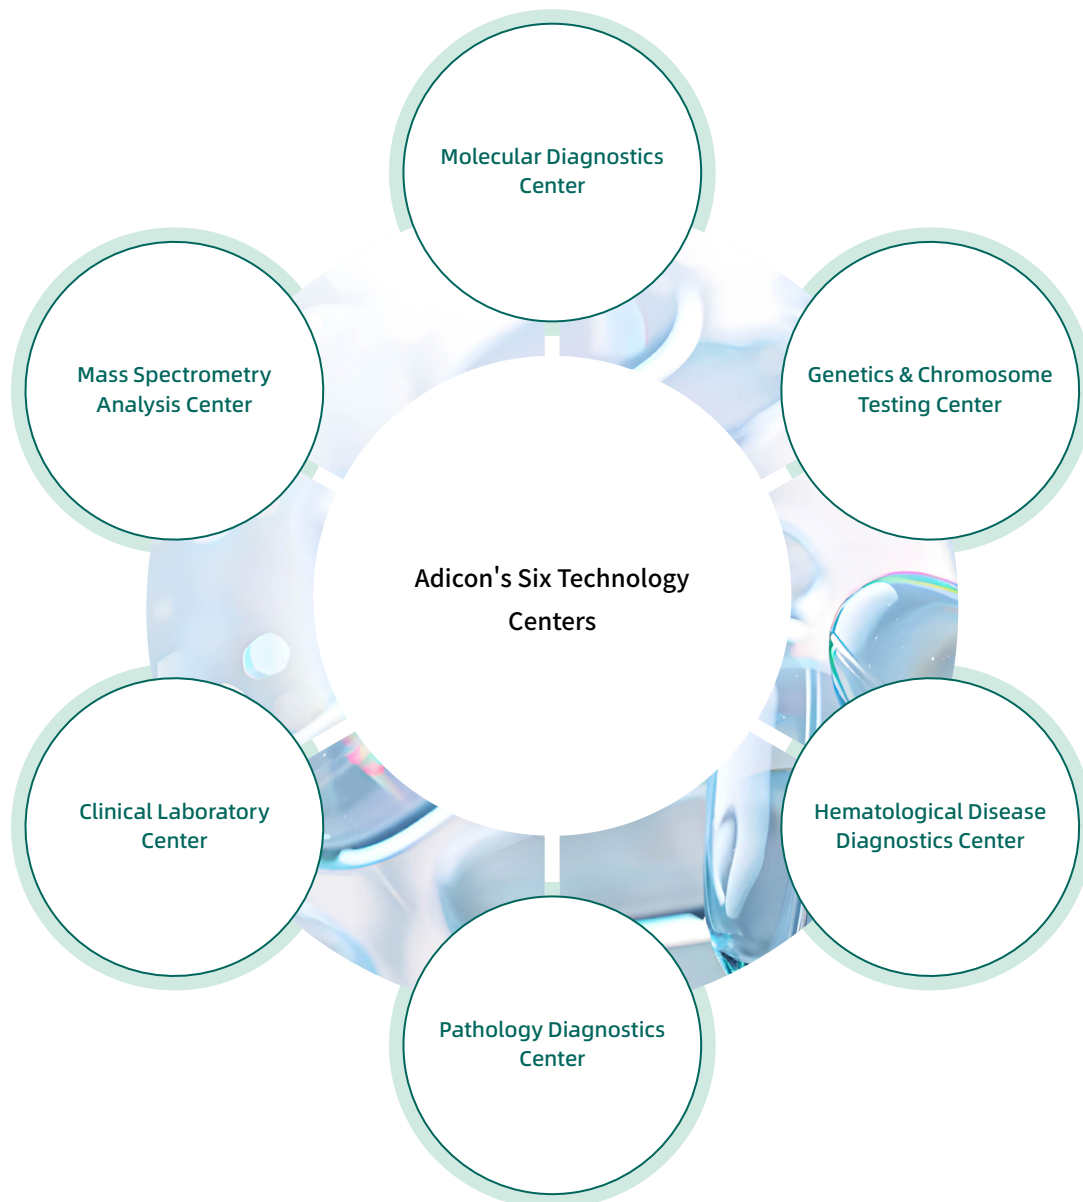 Molecular Diagnostics
Center
Mass Spectrometry
Analysis Center
Genetics & Chromosome
Testing Center
Adicon's Six Technology
Centers
Clinical Laboratory
Center
Hematological Disease
Diagnostics Center
Pathology Diagnostics
Center